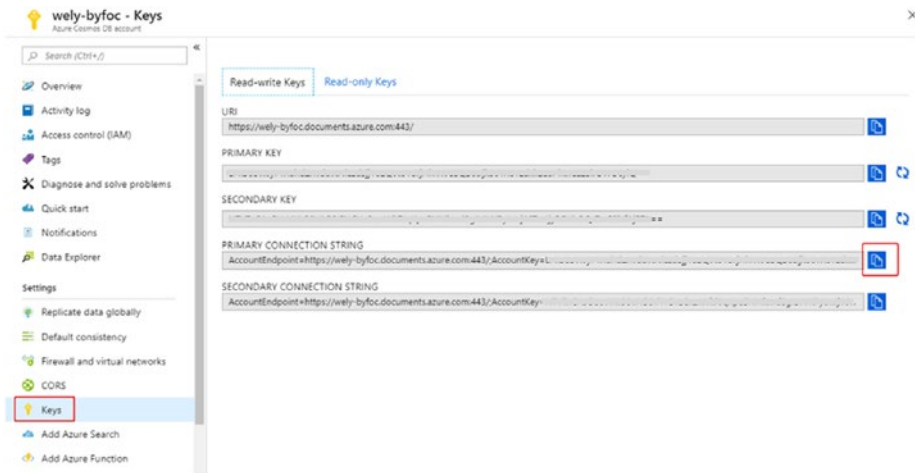 wely-byfoc - Keys
Azure Cosmos DB account
Search (Ctrl+/)
Overview
Activity log
Access control (IAM)
Tags
Diagnose and solve problems
Quick start
Notifications
Data Explorer
Settings
Replicate data globally
Default consistency
Firewall and virtual networks
CORS
Keys
Add Azure Search
Add Azure Function
Read-write Keys
Read-only Keys
URI
https://wely-byfoc.documents.azure.com:443/
PRIMARY KEY
SECONDARY KEY
PRIMARY CONNECTION STRING
AccountEndpoint=https://wely-byfoc.documents.azure.com:443/;AccountKey=
SECONDARY CONNECTION STRING
AccountEndpoint=https://wely-byfoc.documents.azure.com:443/;AccountKey